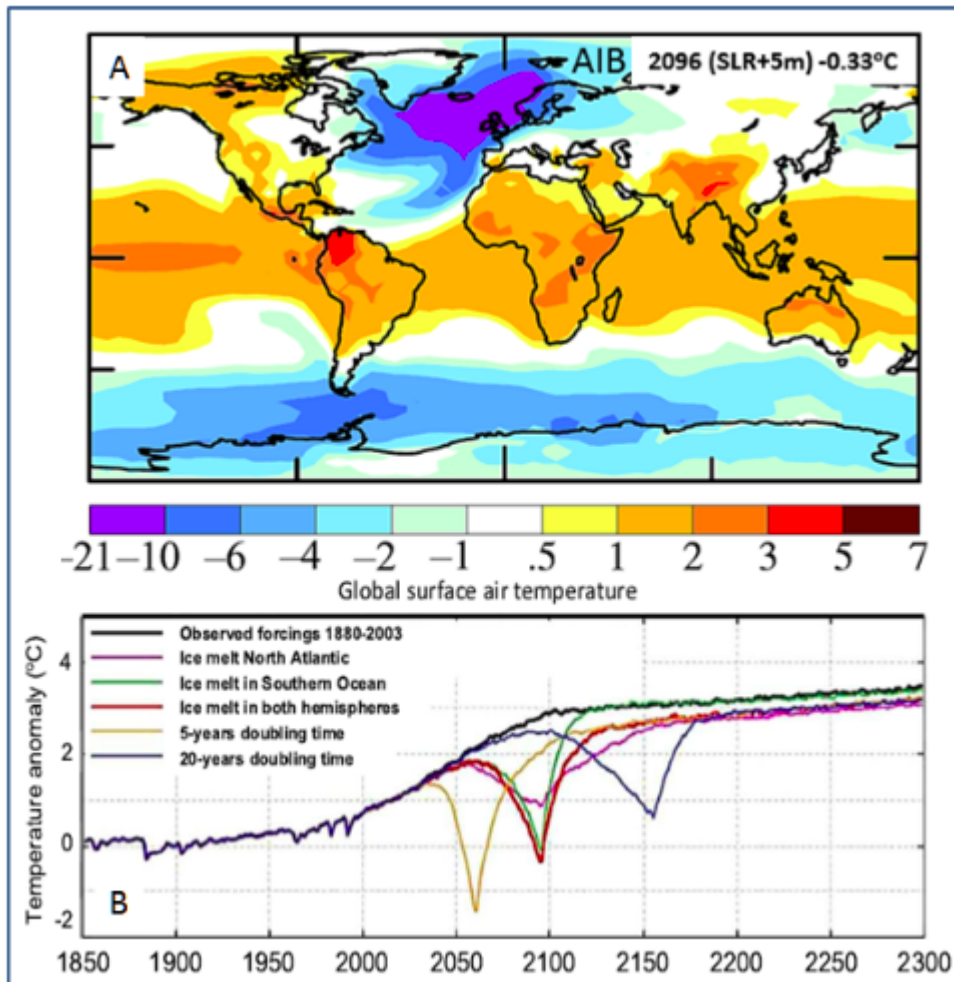 A
AIB
2096 (SLR+5m) -0.33°C
-21 -10 -6 -4 -2 -1 .5 1 2 3 5 7
Global surface air temperature
Temperature anomaly (°C)
4
2
0
-2
Observed forcings 1880-2003
Ice melt North Atlantic
Ice melt in Southern Ocean
Ice melt in both hemispheres
5-years doubling time
20-years doubling time
B
1850 1900 1950 2000 2050 2100 2150 2200 2250 2300